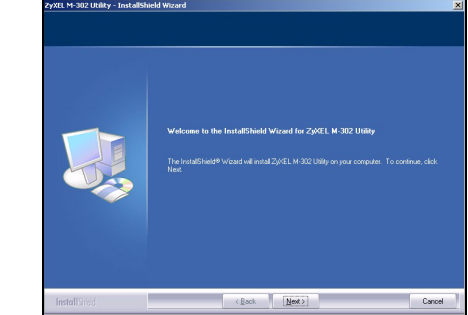 ZyXEL M-302 Utility - InstallShield Wizard
Welcome to the InstallShield Wizard for ZyXEL M-302 Utility
The InstallShield® Wizard will install ZyXEL M-302 Utility on your computer. To continue, click
Next.
InstallShield
< Back
Next >
Cancel